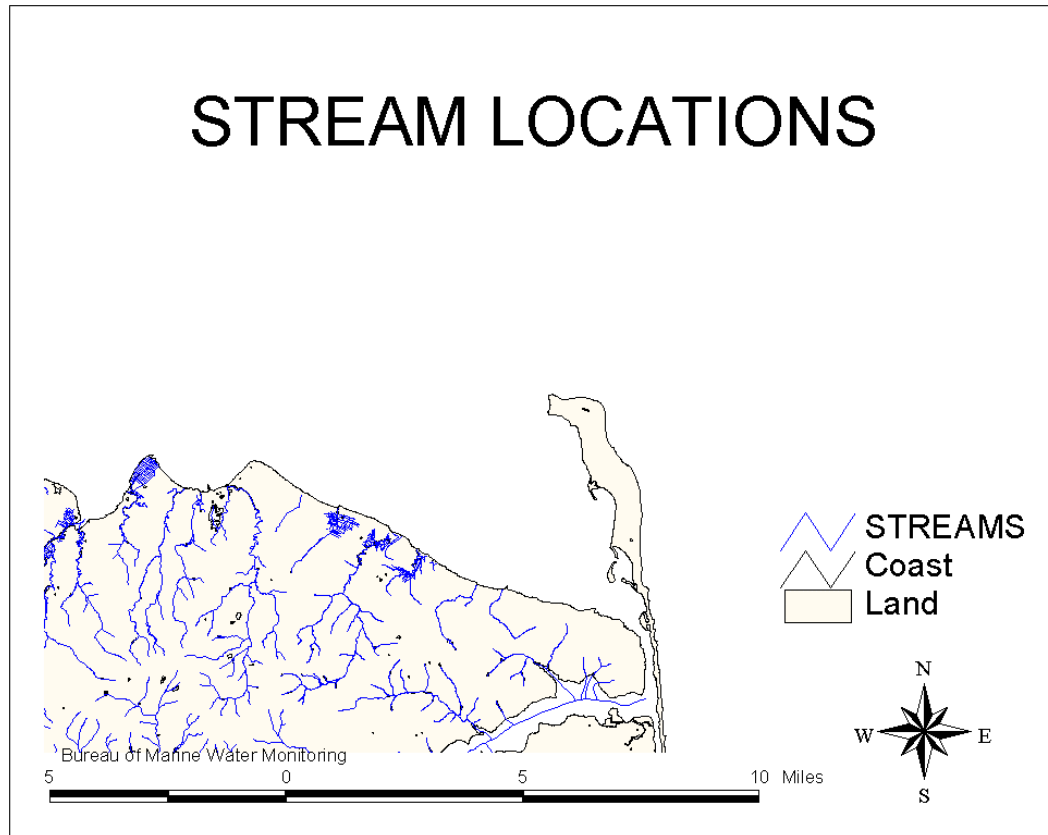 STREAM LOCATIONS
STREAMS
Coast
Land
N
W E
S
Bureau of Marine Water Monitoring
5 0 5 10 Miles